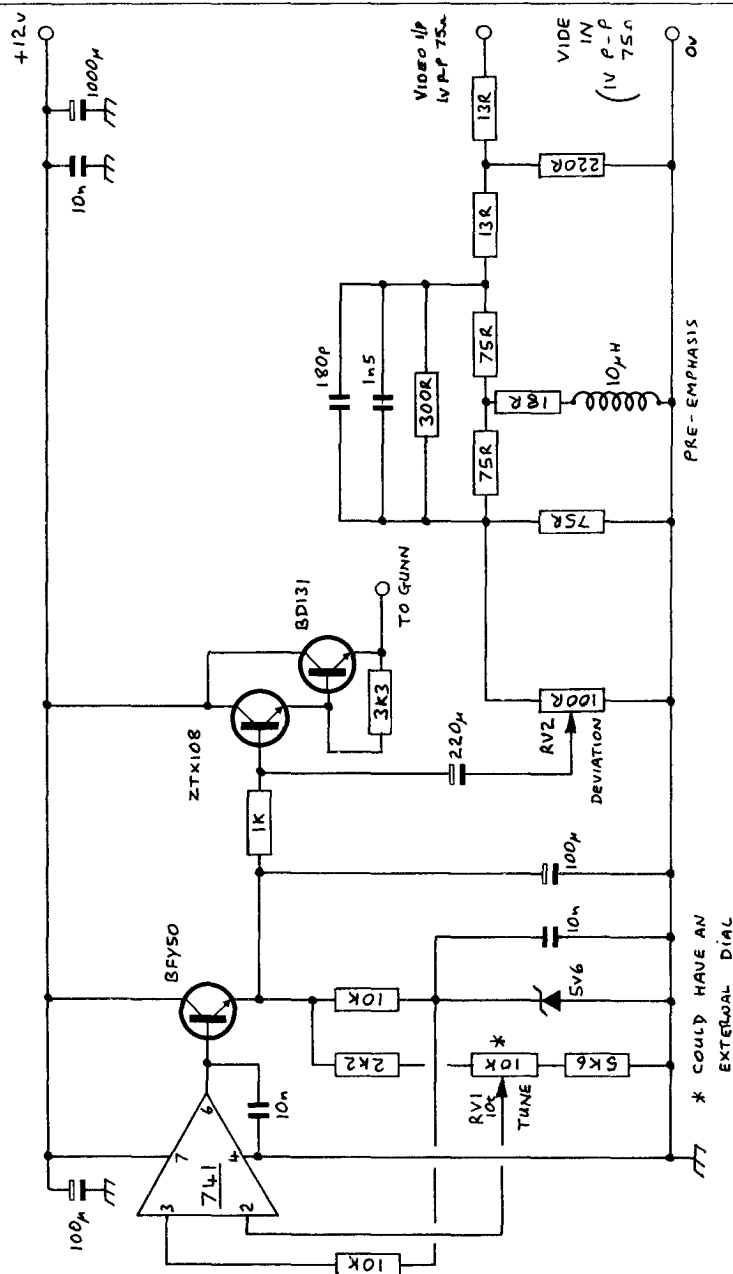 +12v
1000µ
10n
100µ
741
7
3
2
6
4
10n
BFY50
1K
ZTX108
BD131
3K3
TO GUNN
220µ
RV2
100R
DEVIATION
180p
1n5
300R
75R
75R
18R
10µH
75R
13R
13R
220R
VIDEO I/P
1V P-P 75Ω
VIDE
IN
(1V P-P
75Ω
0v
PRE-EMPHASIS
100µ
10n
5V6
10K
2K2
*
10K
RV1
TUNE
5K6
10K
* COULD HAVE AN
EXTERNAL DIAL